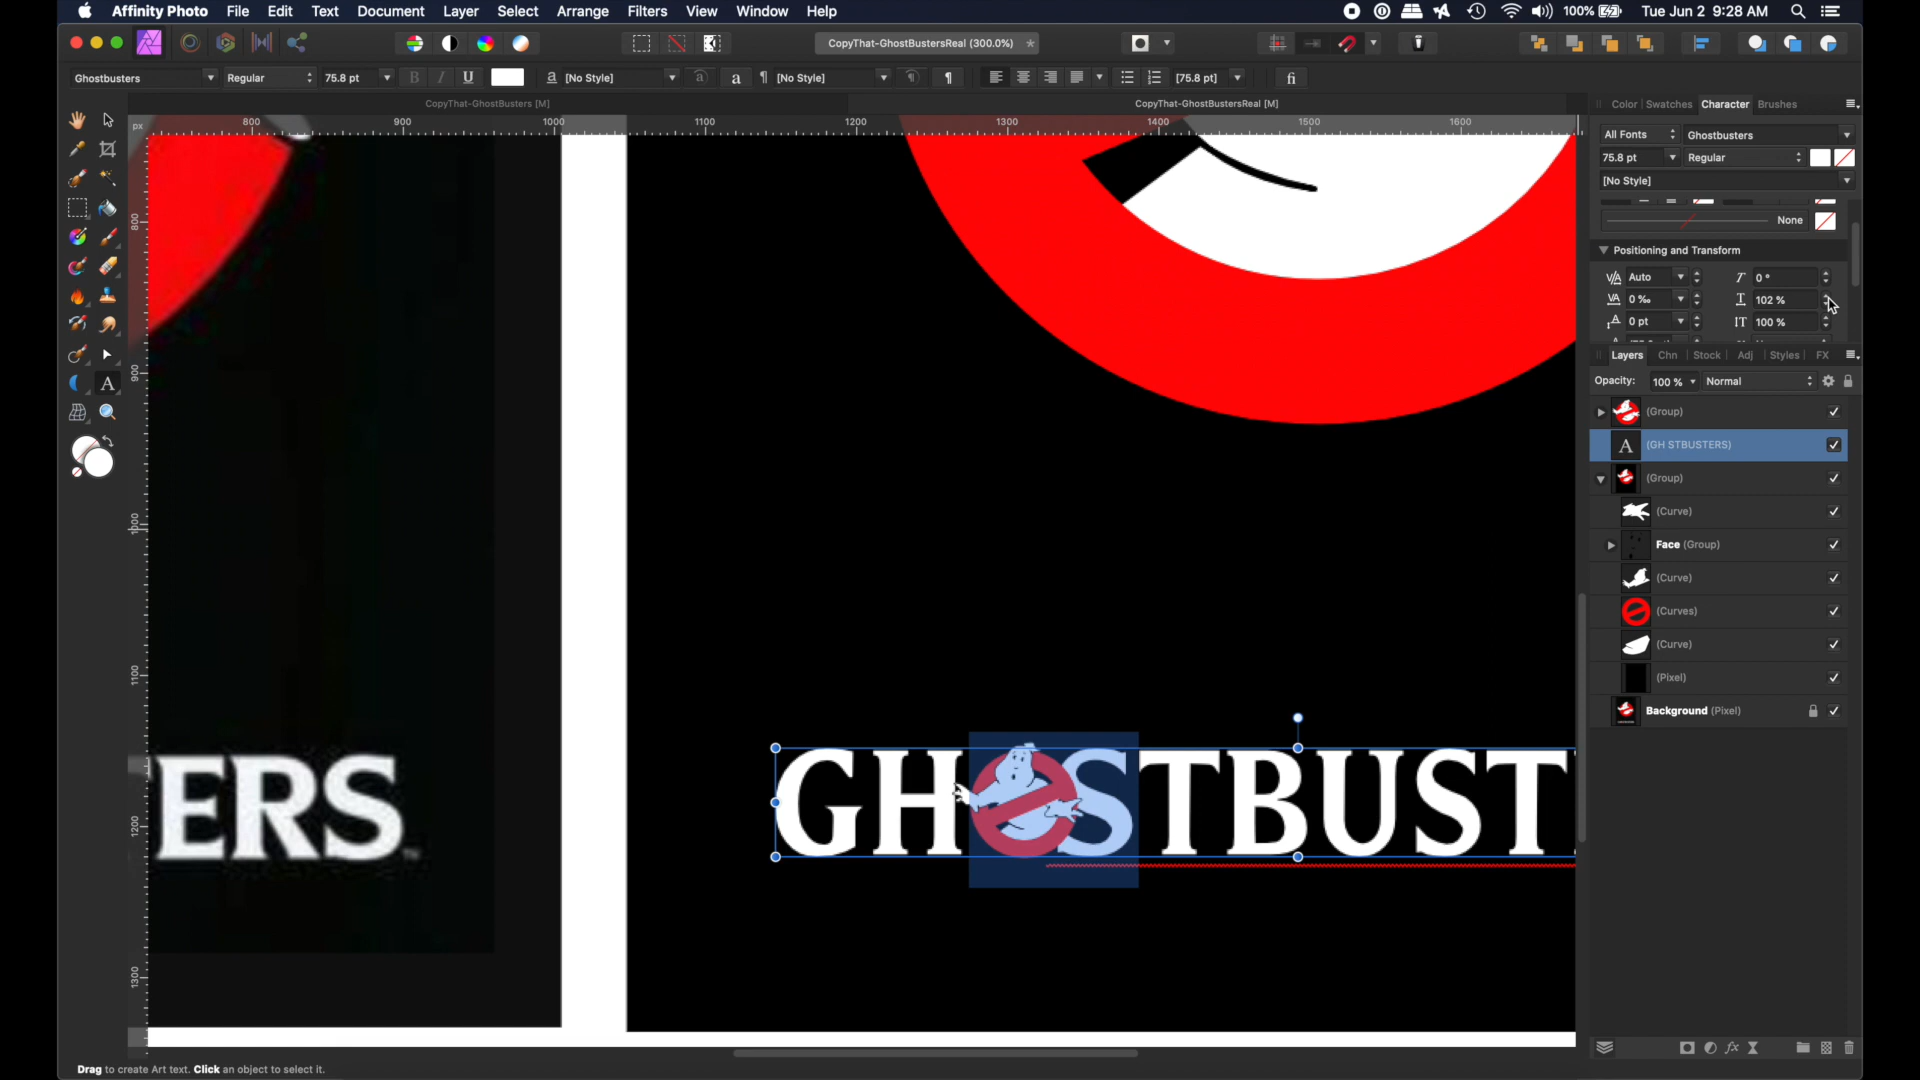 Affinity Photo File Edit Text Document Layer Select Arrange Filters View Window Help 100% Tue Jun 2 9:28 AM
CopyThat-GhostBustersReal (300.0%)
Ghostbusters Regular 75.8 pt B I U a [No Style] a a ¶ [No Style] ¶ [75.8 pt] fi
CopyThat-GhostBusters [M] CopyThat-GhostBustersReal [M]
Color Swatches Character Brushes
px 800 900 1000 1100 1200 1300 1400 1500 1600
All Fonts Ghostbusters
75.8 pt Regular
[No Style]
None
Positioning and Transform
Auto 0 °
0 ‰ 102 %
0 pt 100 %
Layers Chn Stock Adj Styles FX
Opacity: 100 % Normal
(Group)
A (GH STBUSTERS)
(Group)
(Curve)
Face (Group)
(Curve)
(Curves)
(Curve)
(Pixel)
Background (Pixel)
800
900
1000
1100
1200
1300
ERS TM
GH STBUST
Drag to create Art text. Click an object to select it.